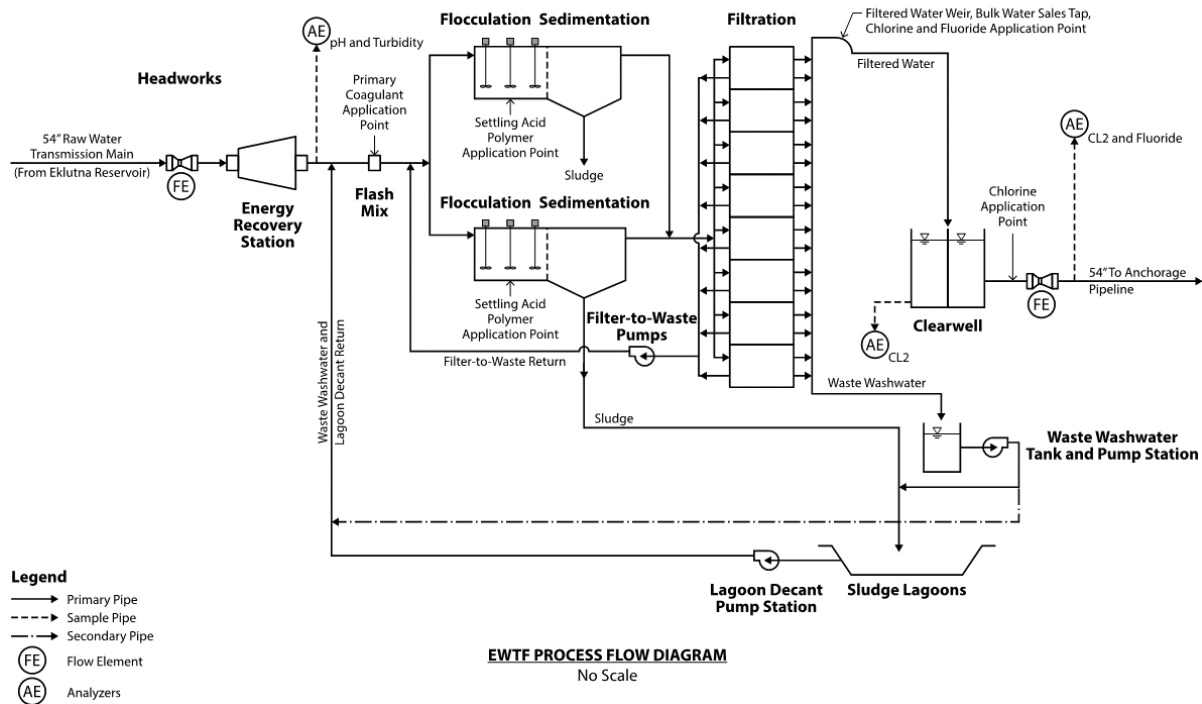 AE
pH and Turbidity
Headworks
54” Raw Water
Transmission Main
(From Eklutna Reservoir)
FE
Energy
Recovery
Station
Primary
Coagulant
Application
Point
Flash
Mix
Flocculation Sedimentation
Settling Acid
Polymer
Application Point
Sludge
Flocculation Sedimentation
Settling Acid
Polymer
Application Point
Filter-to-Waste
Pumps
Filter-to-Waste Return
Sludge
Waste Washwater and
Lagoon Decant Return
Filtration
Filtered Water Weir, Bulk Water Sales Tap,
Chlorine and Fluoride Application Point
Filtered Water
AE
CL2 and Fluoride
Chlorine
Application
Point
FE
54” To Anchorage
Pipeline
Clearwell
AE
CL2
Waste Washwater
Waste Washwater
Tank and Pump Station
Lagoon Decant
Pump Station
Sludge Lagoons
Legend
Primary Pipe
Sample Pipe
Secondary Pipe
FE
Flow Element
AE
Analyzers
EWTF PROCESS FLOW DIAGRAM
No Scale